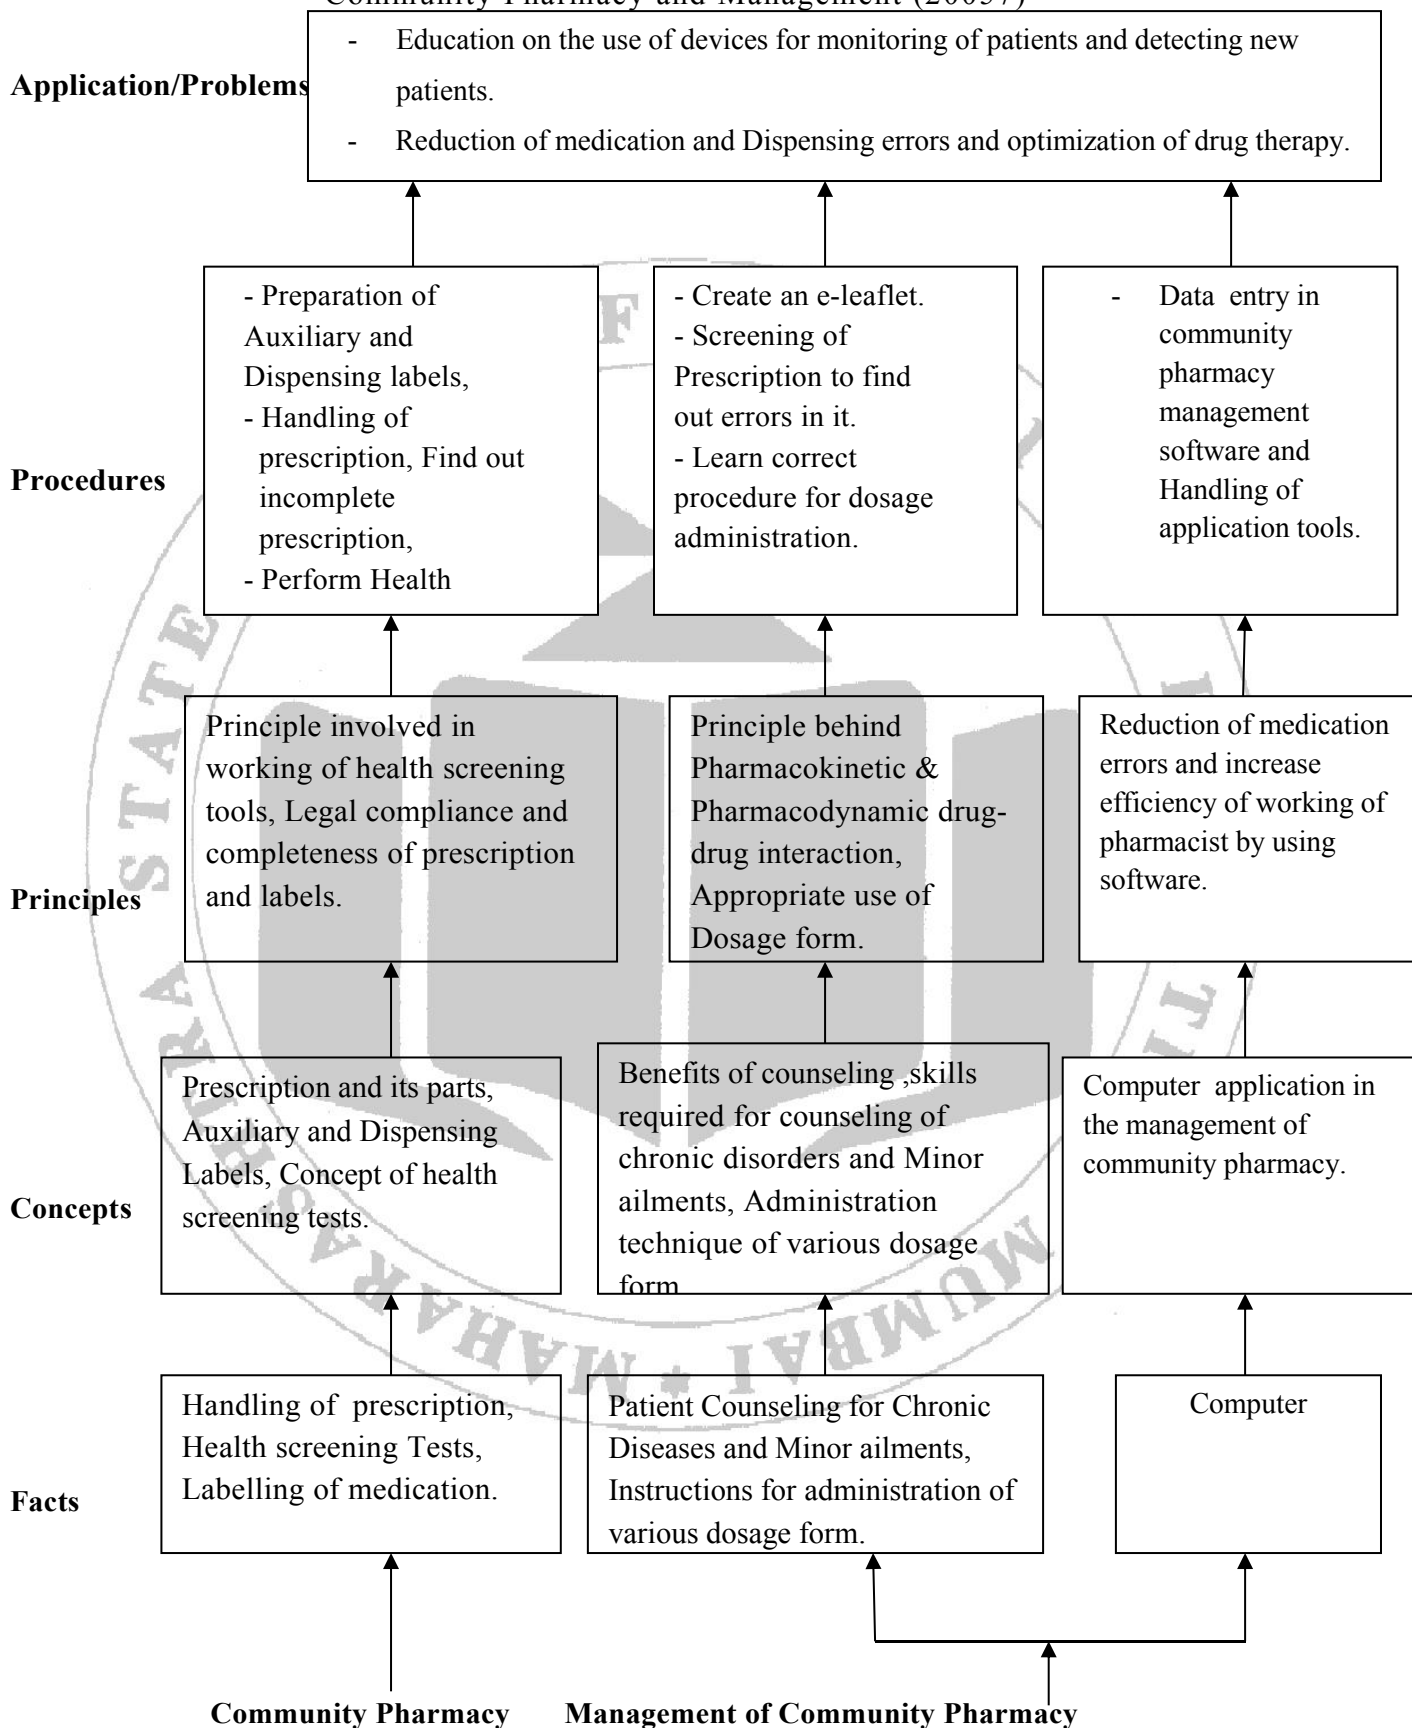 Community Pharmacy and Management (20057)
Application/Problems
- Education on the use of devices for monitoring of patients and detecting new
patients.
- Reduction of medication and Dispensing errors and optimization of drug therapy.
Procedures
- Preparation of
Auxiliary and
Dispensing labels,
- Handling of
prescription, Find out
incomplete
prescription,
- Perform Health
- Create an e-leaflet.
- Screening of
Prescription to find
out errors in it.
- Learn correct
procedure for dosage
administration.
- Data entry in
community
pharmacy
management
software and
Handling of
application tools.
Principles
Principle involved in
working of health screening
tools, Legal compliance and
completeness of prescription
and labels.
Principle behind
Pharmacokinetic &
Pharmacodynamic drug-
drug interaction,
Appropriate use of
Dosage form.
Reduction of medication
errors and increase
efficiency of working of
pharmacist by using
software.
Concepts
Prescription and its parts,
Auxiliary and Dispensing
Labels, Concept of health
screening tests.
Benefits of counseling ,skills
required for counseling of
chronic disorders and Minor
ailments, Administration
technique of various dosage
form
Computer application in
the management of
community pharmacy.
Facts
Handling of prescription,
Health screening Tests,
Labelling of medication.
Patient Counseling for Chronic
Diseases and Minor ailments,
Instructions for administration of
various dosage form.
Computer
Community Pharmacy
Management of Community Pharmacy
MAHARASHTRA STATE
MUMBAI